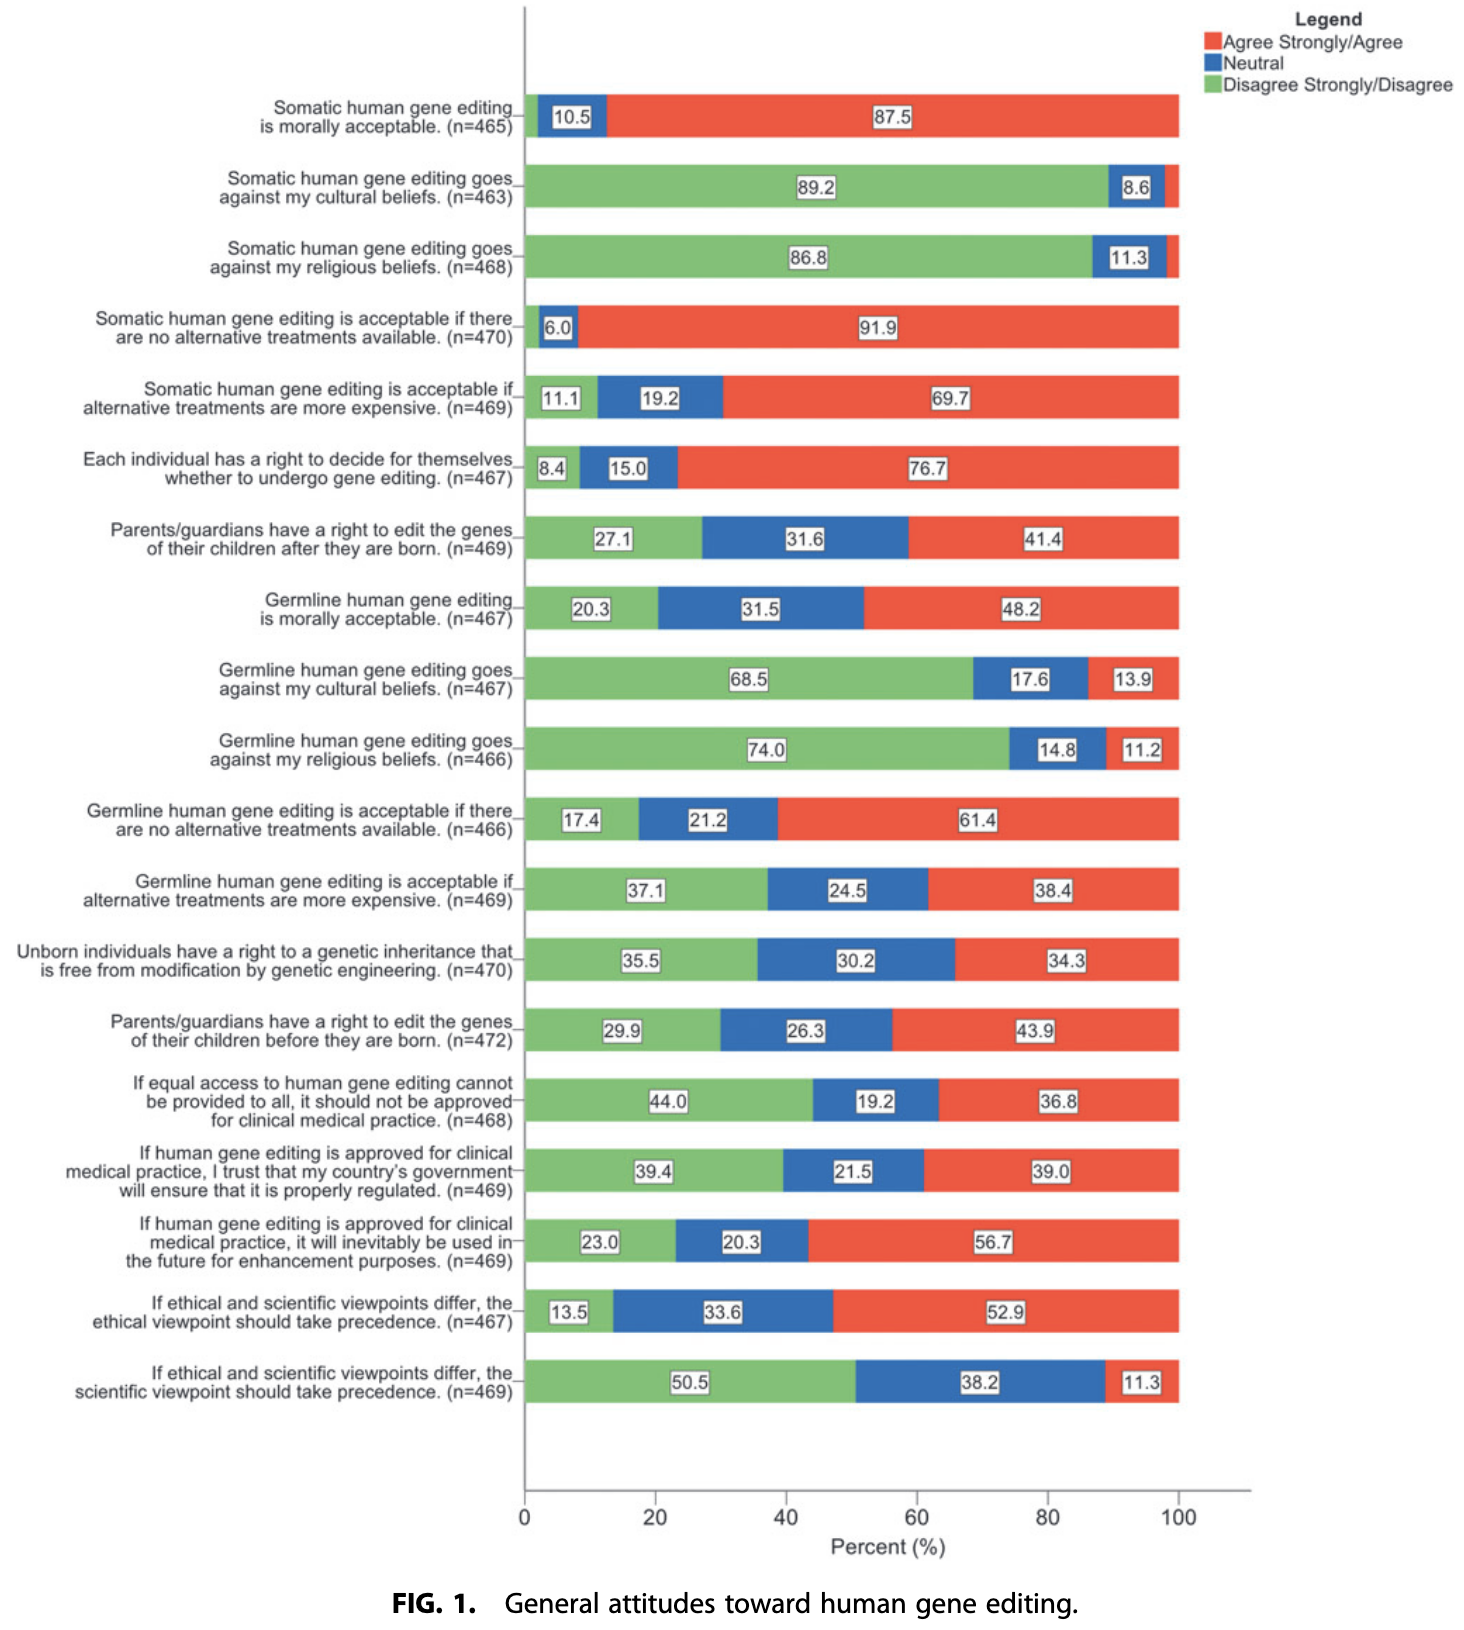 Legend
Agree Strongly/Agree
Neutral
Disagree Strongly/Disagree
Somatic human gene editing
is morally acceptable. (n=465)
10.5
87.5
Somatic human gene editing goes
against my cultural beliefs. (n=463)
89.2
8.6
Somatic human gene editing goes
against my religious beliefs. (n=468)
86.8
11.3
Somatic human gene editing is acceptable if there
are no alternative treatments available. (n=470)
6.0
91.9
Somatic human gene editing is acceptable if
alternative treatments are more expensive. (n=469)
11.1
19.2
69.7
Each individual has a right to decide for themselves
whether to undergo gene editing. (n=467)
8.4
15.0
76.7
Parents/guardians have a right to edit the genes
of their children after they are born. (n=469)
27.1
31.6
41.4
Germline human gene editing
is morally acceptable. (n=467)
20.3
31.5
48.2
Germline human gene editing goes
against my cultural beliefs. (n=467)
68.5
17.6
13.9
Germline human gene editing goes
against my religious beliefs. (n=466)
74.0
14.8
11.2
Germline human gene editing is acceptable if there
are no alternative treatments available. (n=466)
17.4
21.2
61.4
Germline human gene editing is acceptable if
alternative treatments are more expensive. (n=469)
37.1
24.5
38.4
Unborn individuals have a right to a genetic inheritance that
is free from modification by genetic engineering. (n=470)
35.5
30.2
34.3
Parents/guardians have a right to edit the genes
of their children before they are born. (n=472)
29.9
26.3
43.9
If equal access to human gene editing cannot
be provided to all, it should not be approved
for clinical medical practice. (n=468)
44.0
19.2
36.8
If human gene editing is approved for clinical
medical practice, I trust that my country's government
will ensure that it is properly regulated. (n=469)
39.4
21.5
39.0
If human gene editing is approved for clinical
medical practice, it will inevitably be used in
the future for enhancement purposes. (n=469)
23.0
20.3
56.7
If ethical and scientific viewpoints differ, the
ethical viewpoint should take precedence. (n=467)
13.5
33.6
52.9
If ethical and scientific viewpoints differ, the
scientific viewpoint should take precedence. (n=469)
50.5
38.2
11.3
0 20 40 60 80 100
Percent (%)
FIG. 1. General attitudes toward human gene editing.